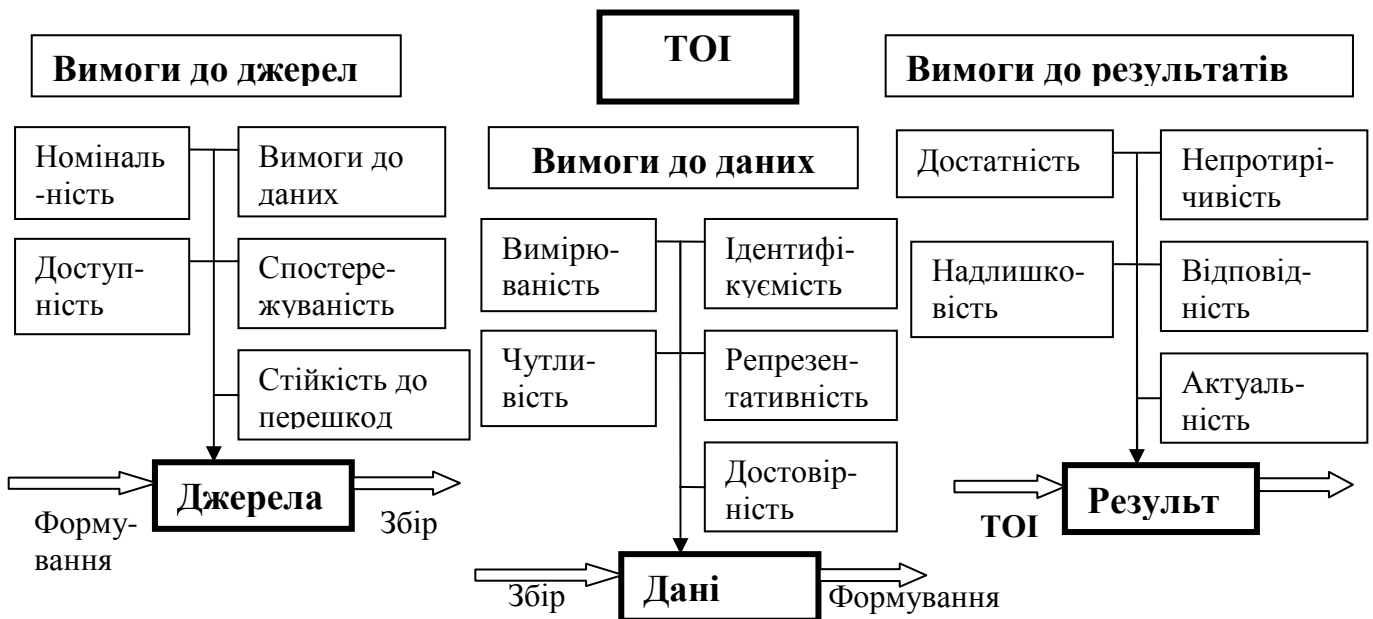 Вимоги до джерел
ТОІ
Вимоги до результатів
Номіналь
-ність
Вимоги до
даних
Доступ-
ність
Спостере-
жуваність
Стійкість до
перешкод
Джерела
Форму-
вання
Збір
Вимоги до даних
Вимірю-
ваність
Ідентифі-
куємість
Чутли-
вість
Репрезен-
тативність
Достовір-
ність
Збір
Дані
Формування
Достатність
Непротирі-
чивість
Надлишко-
вість
Відповід-
ність
Актуаль-
ність
ТОІ
Результ